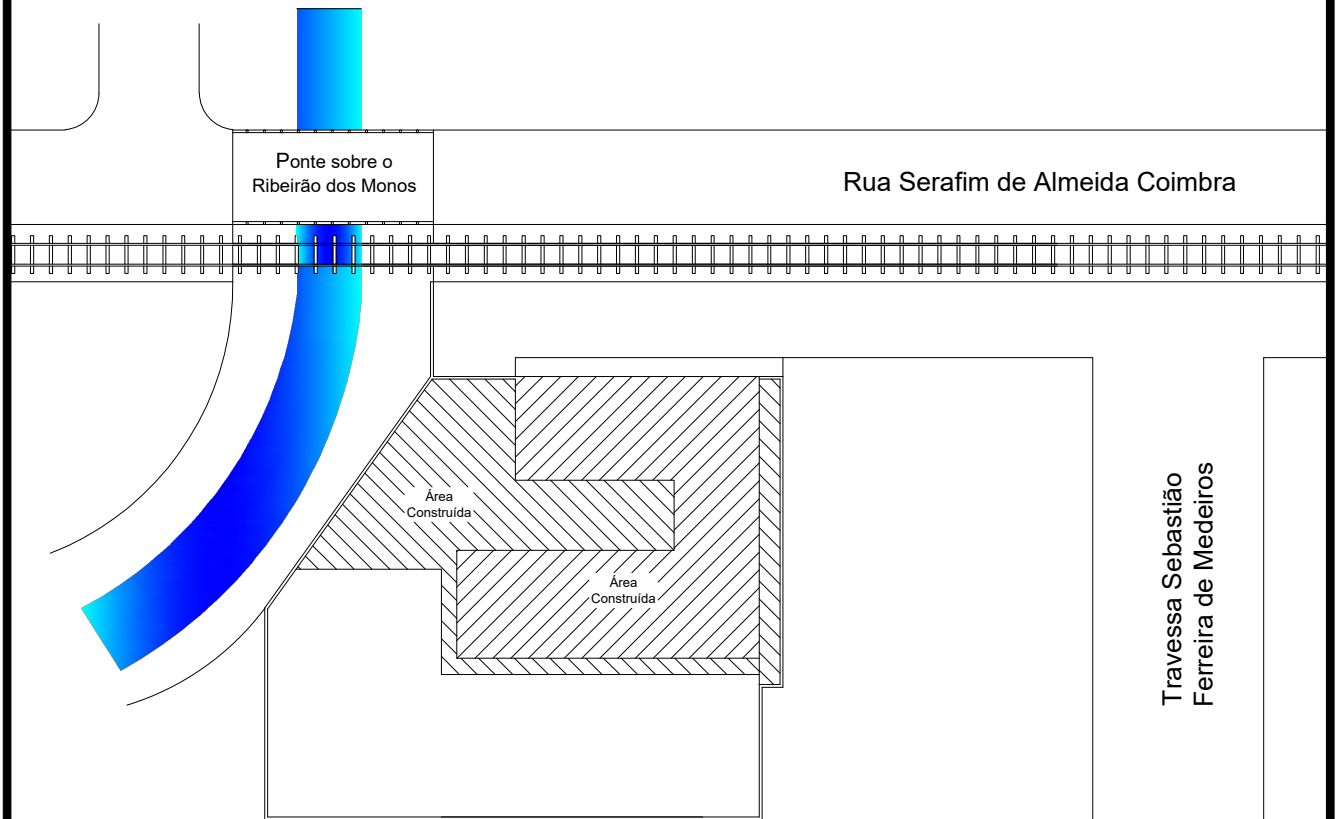 Ponte sobre o
Ribeirão dos Monos
Rua Serafim de Almeida Coimbra
Área
Construída
Área
Construída
Travessa Sebastião
Ferreira de Medeiros